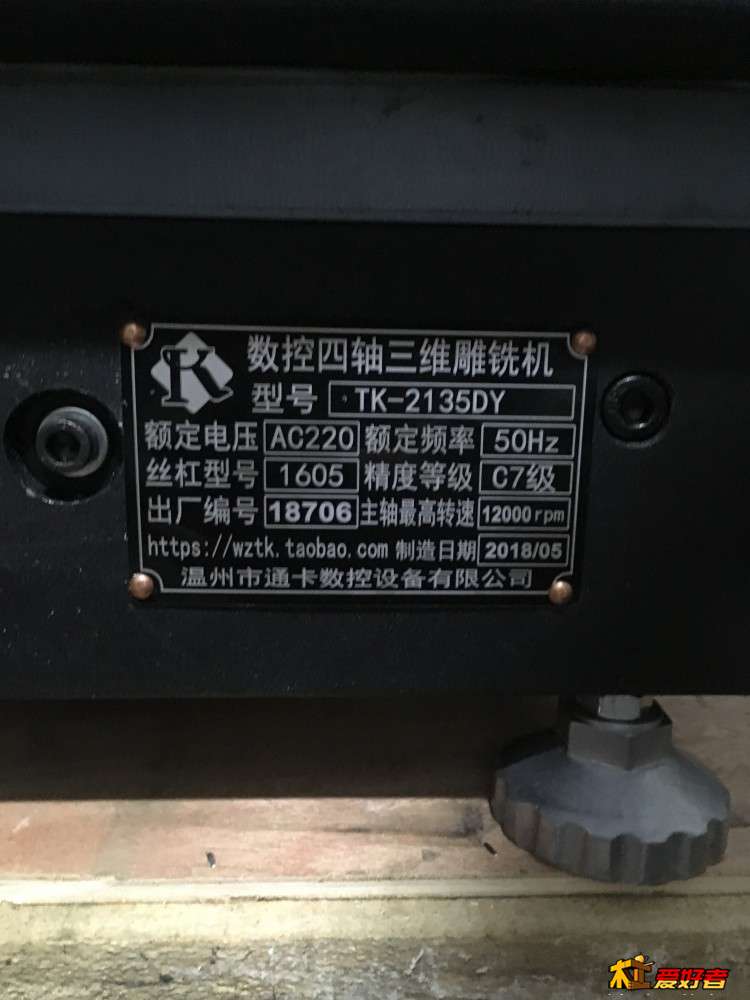 K
数控四轴三维雕铣机
型号 TK-2135DY
额定电压 AC220 额定频率 50Hz
丝杠型号 1605 精度等级 C7级
出厂编号 18706 主轴最高转速 12000rpm
https://wztk.taobao.com 制造日期 2018/05
温州市通卡数控设备有限公司
木工爱好者